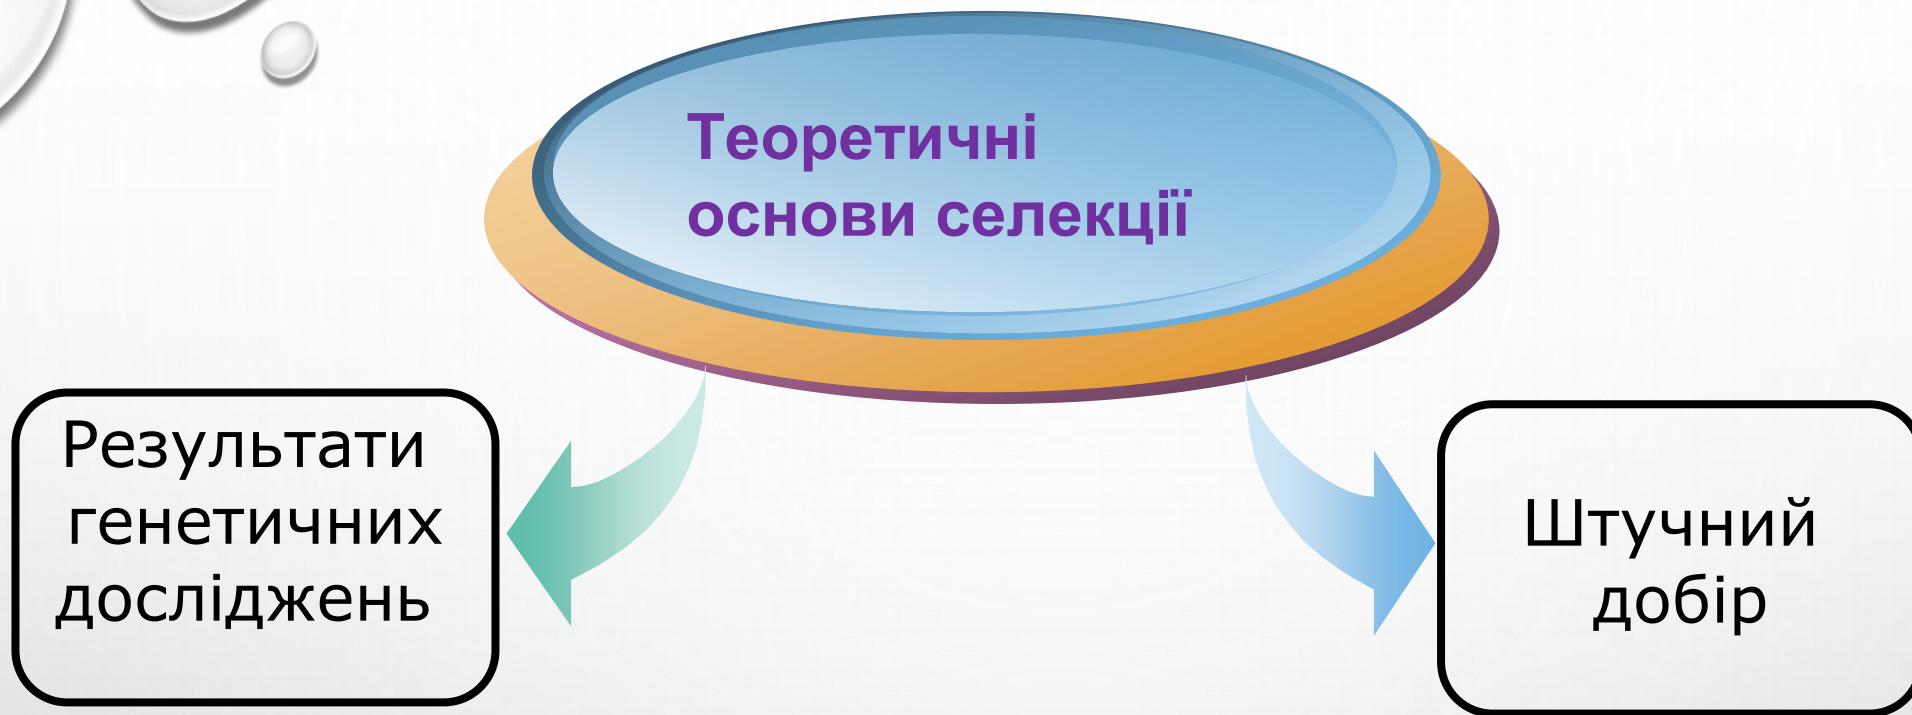 Теоретичні
основи селекції
Результати
генетичних
досліджень
Штучний
добір